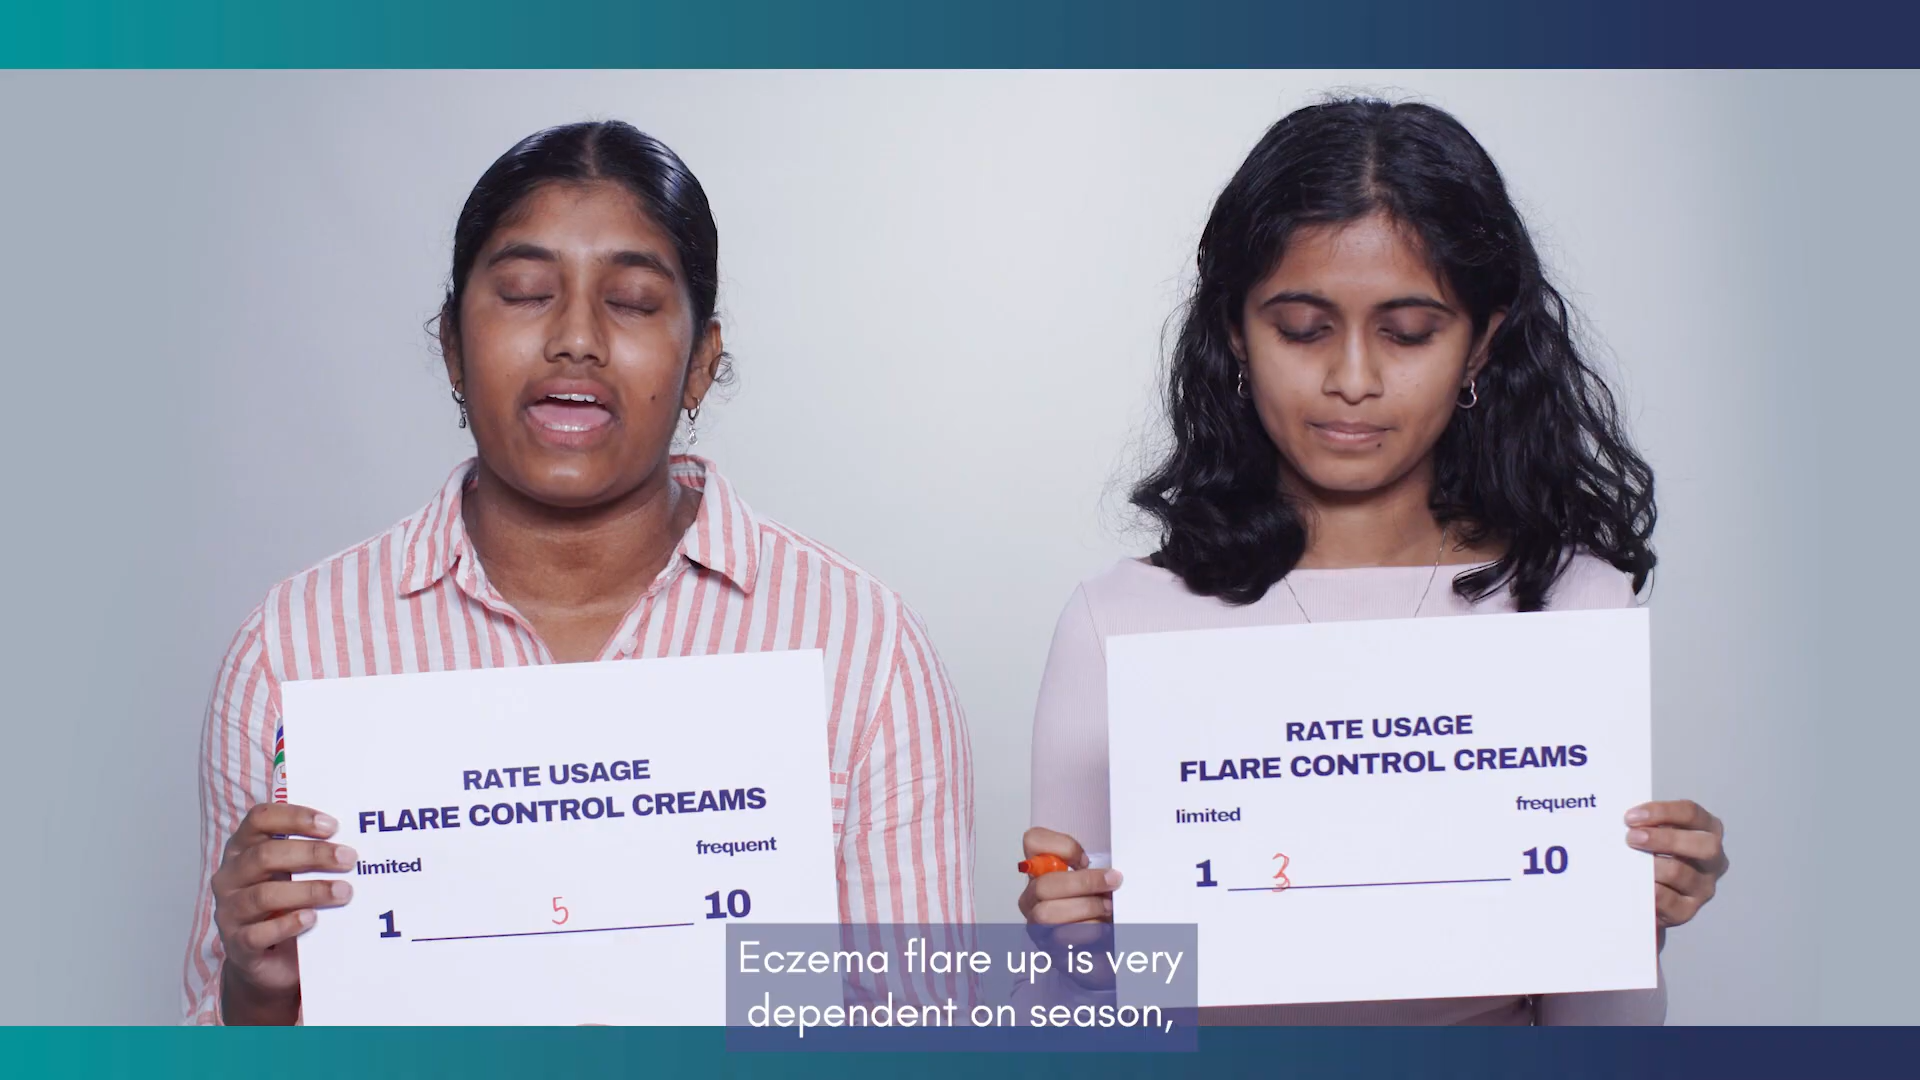 RATE USAGE
FLARE CONTROL CREAMS
limited frequent
1 5 10
RATE USAGE
FLARE CONTROL CREAMS
limited frequent
1 3 10
Eczema flare up is very
dependent on season,